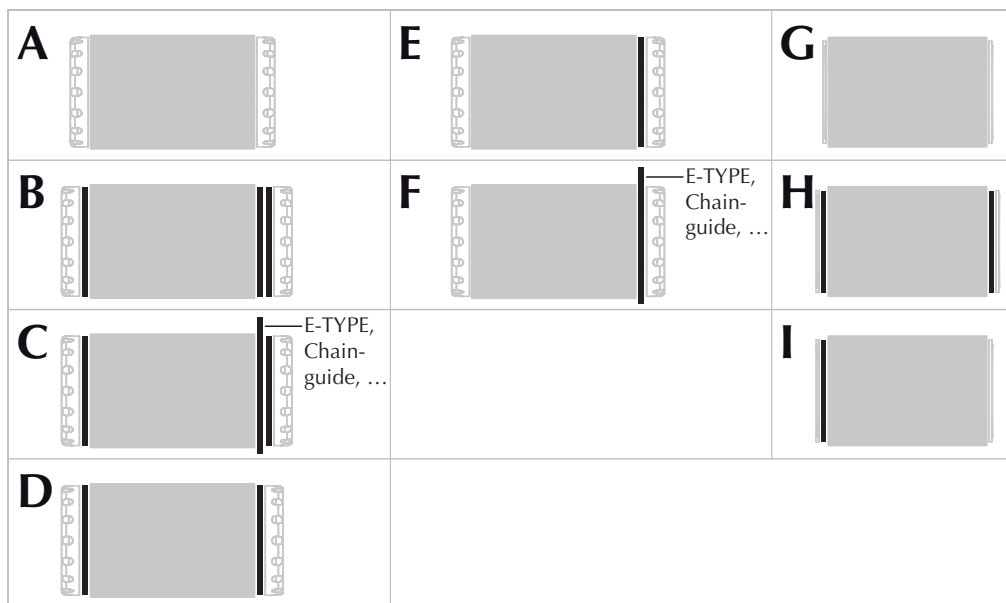 A
E
G
B
F
E-TYPE,
Chain-
guide, …
H
C
E-TYPE,
Chain-
guide, …
I
D